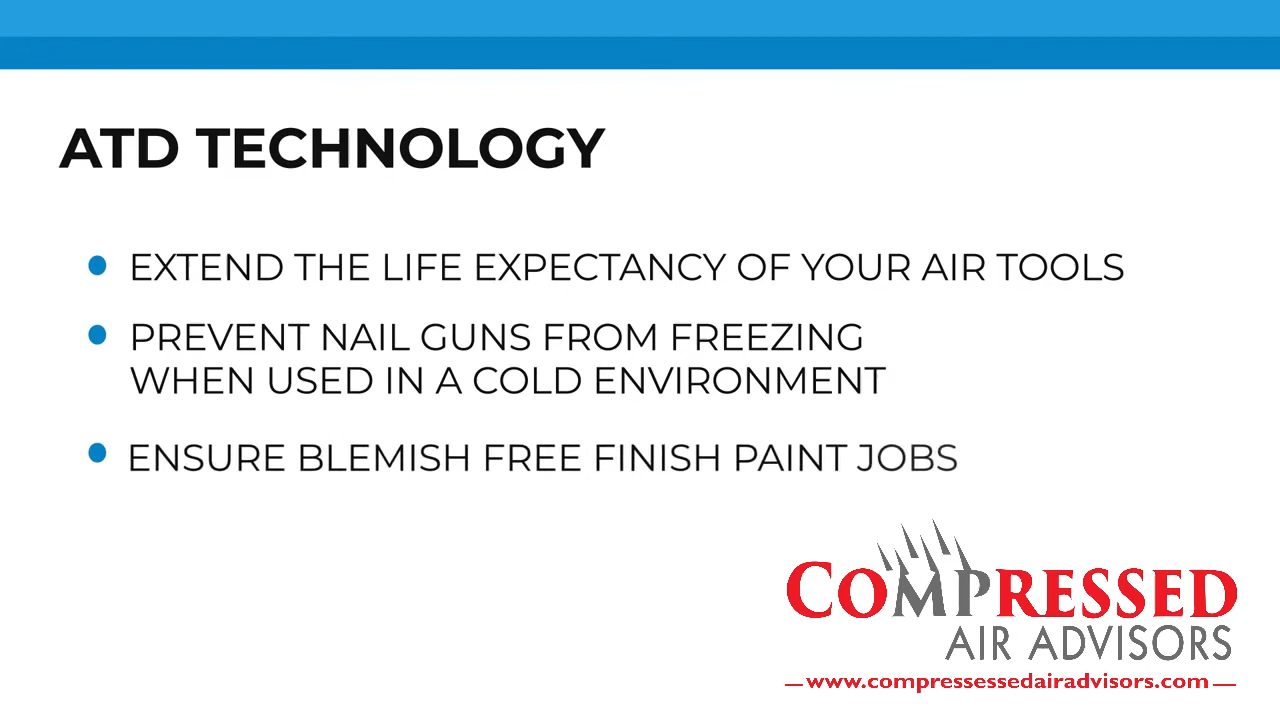 ATD TECHNOLOGY
EXTEND THE LIFE EXPECTANCY OF YOUR AIR TOOLS
PREVENT NAIL GUNS FROM FREEZING
WHEN USED IN A COLD ENVIRONMENT
ENSURE BLEMISH FREE FINISH PAINT JOBS
COMPRESSED
AIR ADVISORS
www.compressessedairadvisors.com